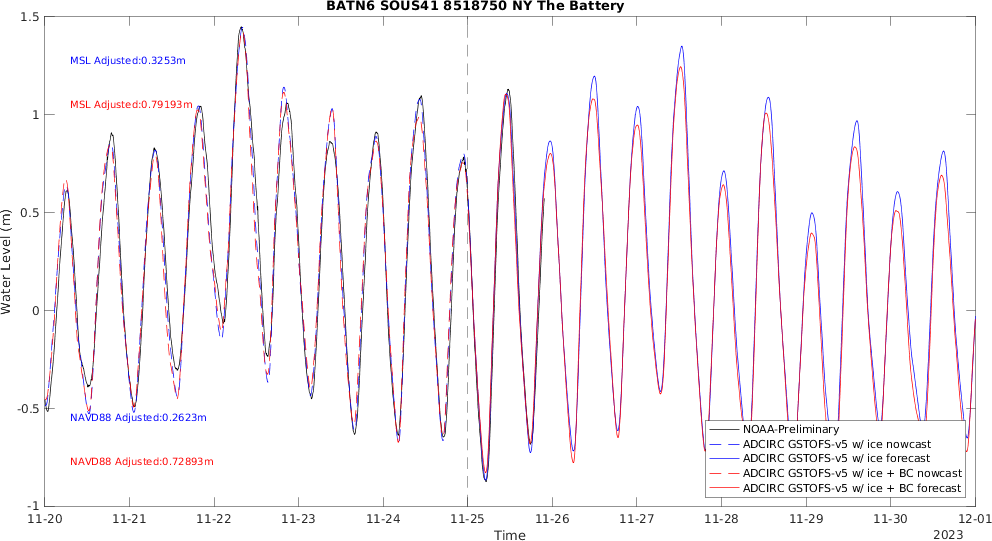 BATN6 SOUS41 8518750 NY The Battery
1.5
MSL Adjusted:0.3253m
MSL Adjusted:0.79193m
1
0.5
Water Level (m)
0
-0.5
NAVD88 Adjusted:0.2623m
NAVD88 Adjusted:0.72893m
NOAA-Preliminary
ADCIRC GSTOFS-v5 w/ ice nowcast
ADCIRC GSTOFS-v5 w/ ice forecast
ADCIRC GSTOFS-v5 w/ ice + BC nowcast
ADCIRC GSTOFS-v5 w/ ice + BC forecast
-1
11-20 11-21 11-22 11-23 11-24 11-25 11-26 11-27 11-28 11-29 11-30 12-01
Time
2023